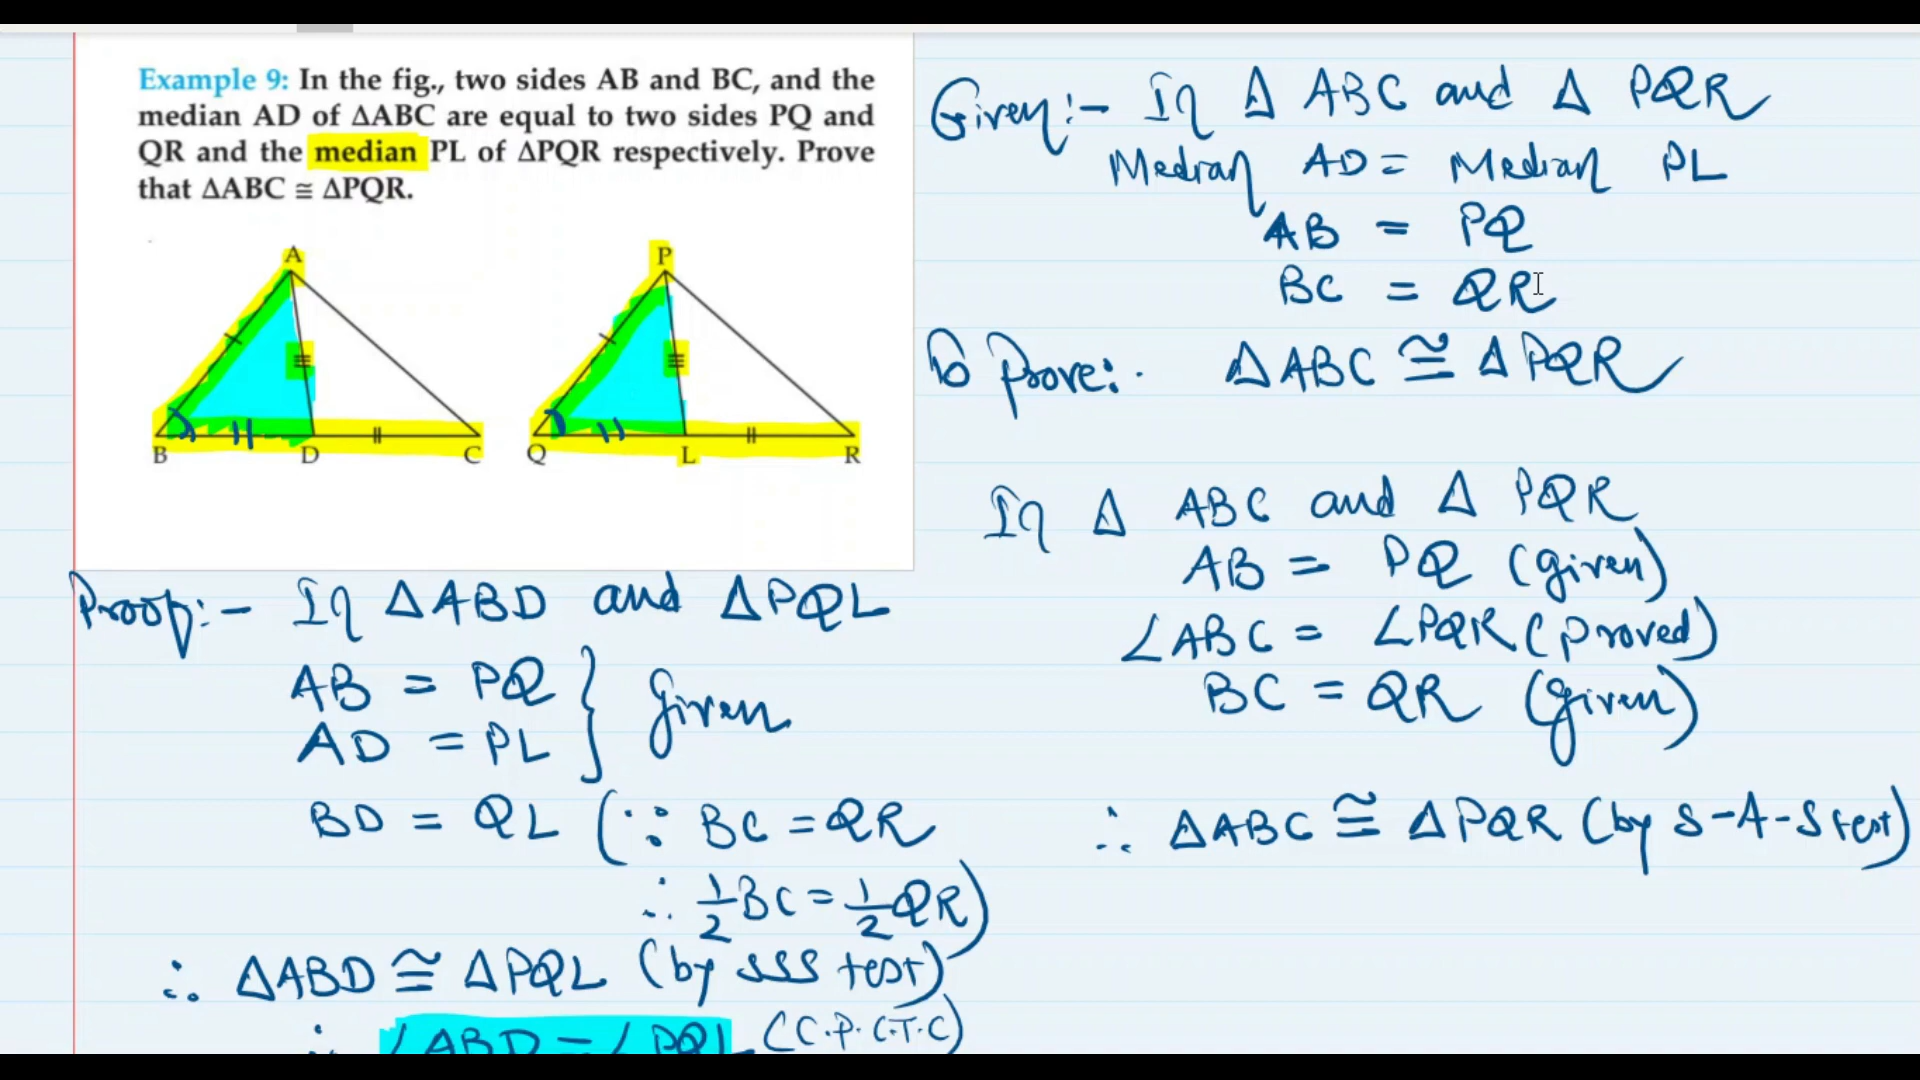 Example 9: In the fig., two sides AB and BC, and the
median AD of ΔABC are equal to two sides PQ and
QR and the median PL of ΔPQR respectively. Prove
that ΔABC ≅ ΔPQR.
A
B
D
C
P
Q
L
R
Given:- In Δ ABC and Δ PQR
Median AD = Median PL
AB = PQ
BC = QR
To Prove:- ΔABC ≅ ΔPQR
Proof:- In ΔABD and ΔPQL
AB = PQ } Given
AD = PL
BD = QL (∵ BC = QR
∴ 1/2 BC = 1/2 QR)
∴ ΔABD ≅ ΔPQL (by SSS test)
∴ ∠ABD = ∠PQL (C.P.C.T.C)
In Δ ABC and Δ PQR
AB = PQ (given)
∠ABC = ∠PQR (proved)
BC = QR (Given)
∴ ΔABC ≅ ΔPQR (by S-A-S test)